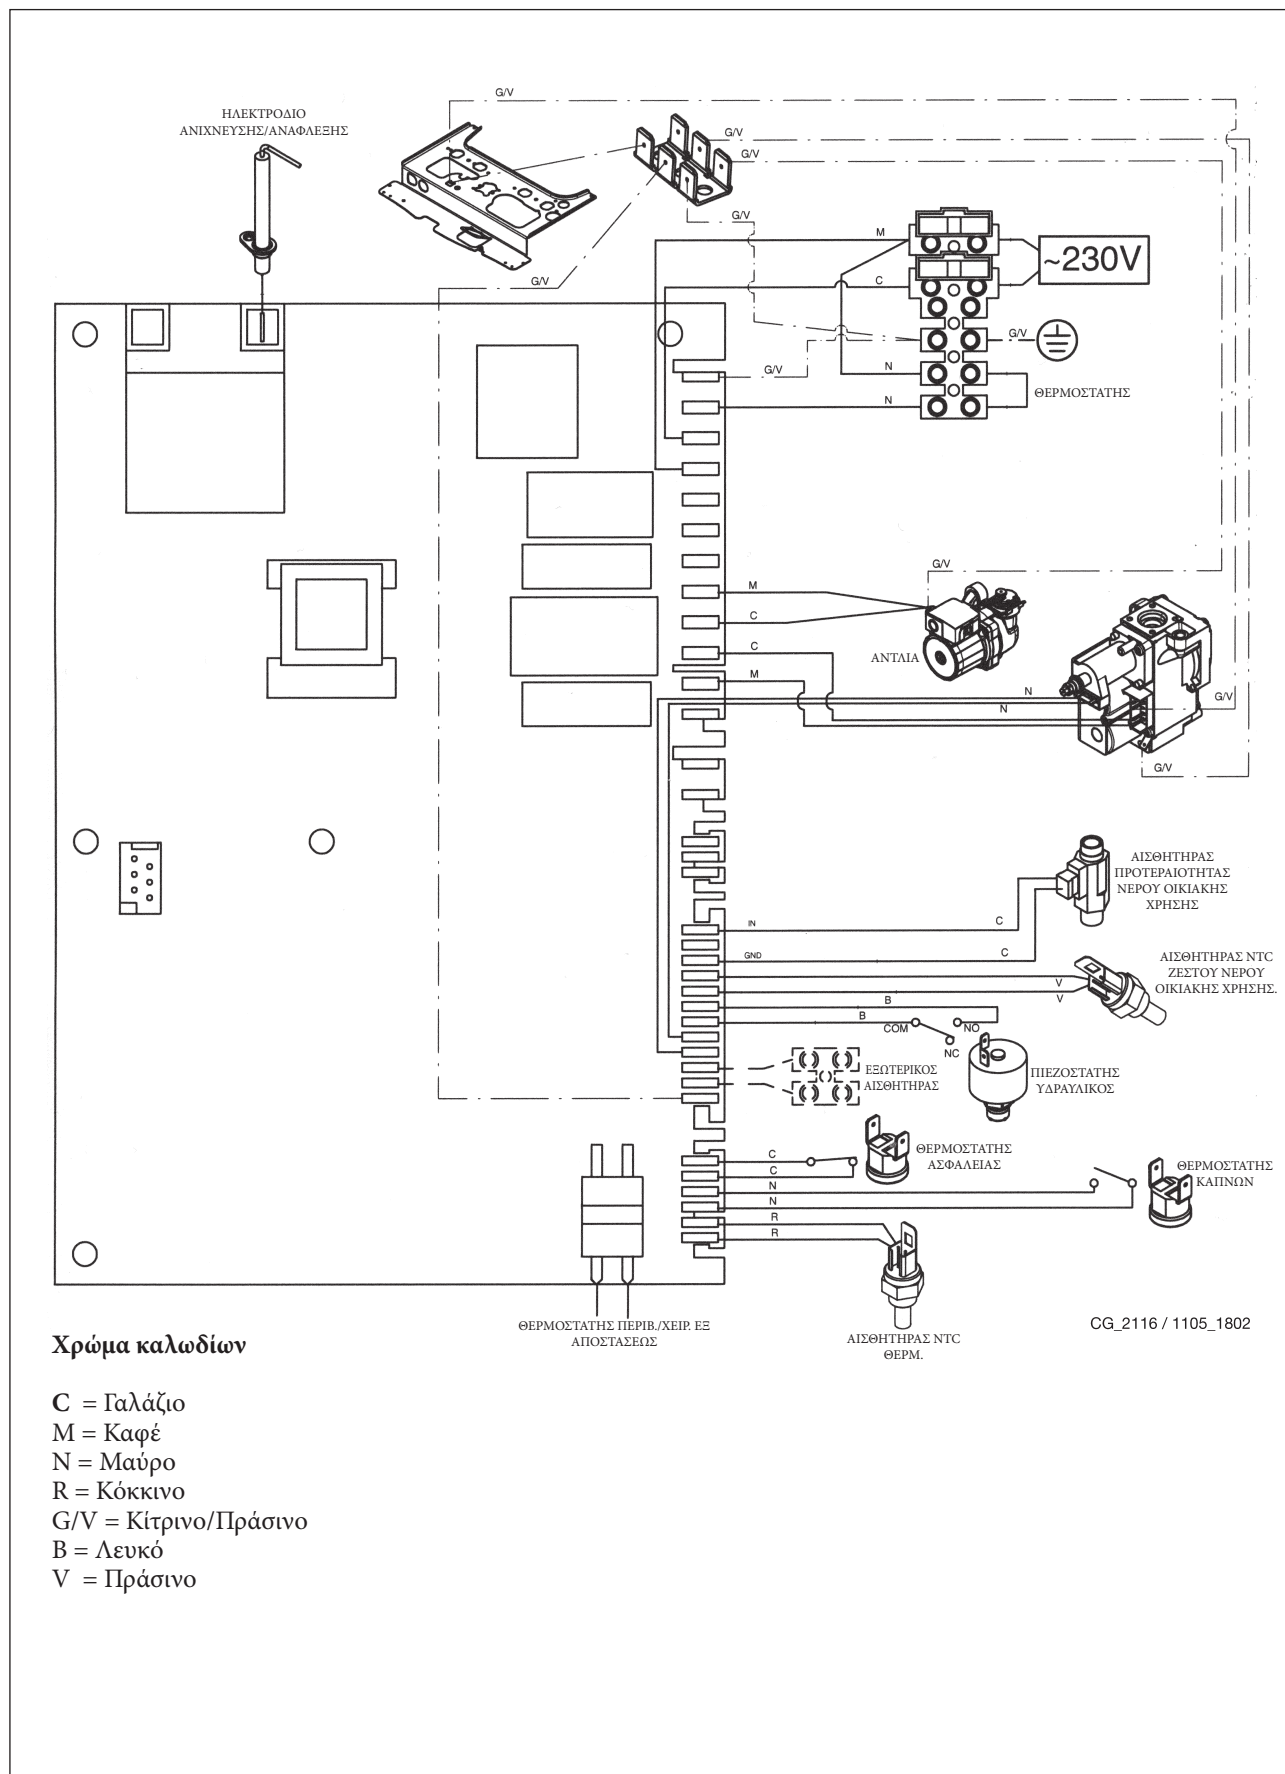 G/V
ΗΛΕΚΤΡΟΔΙΟ
ΑΝΙΧΝΕΥΣΗΣ/ΑΝΑΦΛΕΞΗΣ
G/V
G/V
G/V
M
~230V
G/V
C
G/V
G/V
N
ΘΕΡΜΟΣΤΑΤΗΣ
N
G/V
M
C
C
ΑΝΤΛΙΑ
M
N
G/V
N
G/V
ΑΙΣΘΗΤΗΡΑΣ
ΠΡΟΤΕΡΑΙΟΤΗΤΑΣ
ΝΕΡΟΥ ΟΙΚΙΑΚΗΣ
ΧΡΗΣΗΣ
IN
C
GND
C
ΑΙΣΘΗΤΗΡΑΣ NTC
ΖΕΣΤΟΥ ΝΕΡΟΥ
ΟΙΚΙΑΚΗΣ ΧΡΗΣΗΣ.
V
V
B
B
COM
NO
NC
ΕΞΩΤΕΡΙΚΟΣ
ΑΙΣΘΗΤΗΡΑΣ
ΠΙΕΖΟΣΤΑΤΗΣ
ΥΔΡΑΥΛΙΚΟΣ
C
C
ΘΕΡΜΟΣΤΑΤΗΣ
ΑΣΦΑΛΕΙΑΣ
N
N
ΘΕΡΜΟΣΤΑΤΗΣ
ΚΑΠΝΩΝ
R
R
ΘΕΡΜΟΣΤΑΤΗΣ ΠΕΡΙΒ./ΧΕΙΡ. ΕΞ
ΑΠΟΣΤΑΣΕΩΣ
ΑΙΣΘΗΤΗΡΑΣ NTC
ΘΕΡΜ.
CG_2116 / 1105_1802
Χρώμα καλωδίων
C = Γαλάζιο
M = Καφέ
N = Μαύρο
R = Κόκκινο
G/V = Κίτρινο/Πράσινο
B = Λευκό
V = Πράσινο